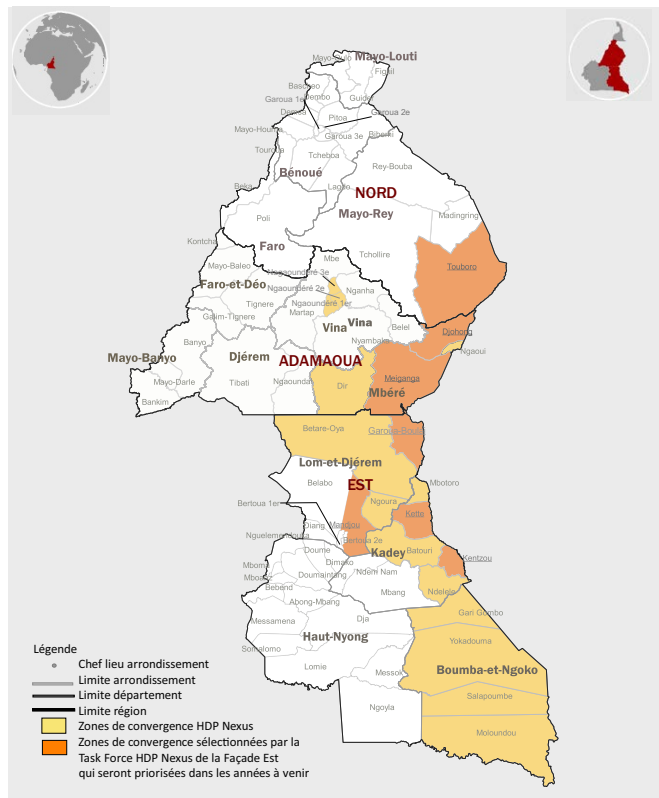 Mayo-Louti
Figuil
Guider
Pitoa
Garoua 1er
Garoua 2e
Garoua 3e
Bibemi
Touroua
Tcheboa
Rey-Bouba
Bénoué
Lagdo
NORD
Beka
Mayo-Rey
Madingring
Poli
Kontcha
Faro
Mbe
Tchollire
Touboro
Mayo-Baleo
Ngaoundéré 3e
Faro-et-Déo
Ngaoundéré 2e
Nganha
Tignere
Ngaoundéré 1er
Galim-Tignere
Martap
Vina
Vina
Belel
Djohong
Banyo
Nyambaka
Ngaoui
Mayo-Banyo
Djérem
ADAMAOUA
Mayo-Darle
Tibati
Ngaoundal
Dir
Meiganga
Mbéré
Bankim
Betare-Oya
Garoua-Boulai
Lom-et-Djérem
Belabo
EST
Mbotoro
Bertoua 1er
Ngoura
Kette
Diang
Mandjou
Nguelemendouka
Bertoua 2e
Doume
Kadey
Batouri
Kentzou
Dimako
Doumaintang
Ndem Nam
Mbang
Ndelele
Abong-Mbang
Gari Gombo
Messamena
Dja
Haut-Nyong
Yokadouma
Somalomo
Lomie
Messok
Boumba-et-Ngoko
Salapoumbe
Ngoyla
Moloundou
Légende
Chef lieu arrondissement
Limite arrondissement
Limite département
Limite région
Zones de convergence HDP Nexus
Zones de convergence sélectionnées par la
Task Force HDP Nexus de la Façade Est
qui seront priorisées dans les années à venir